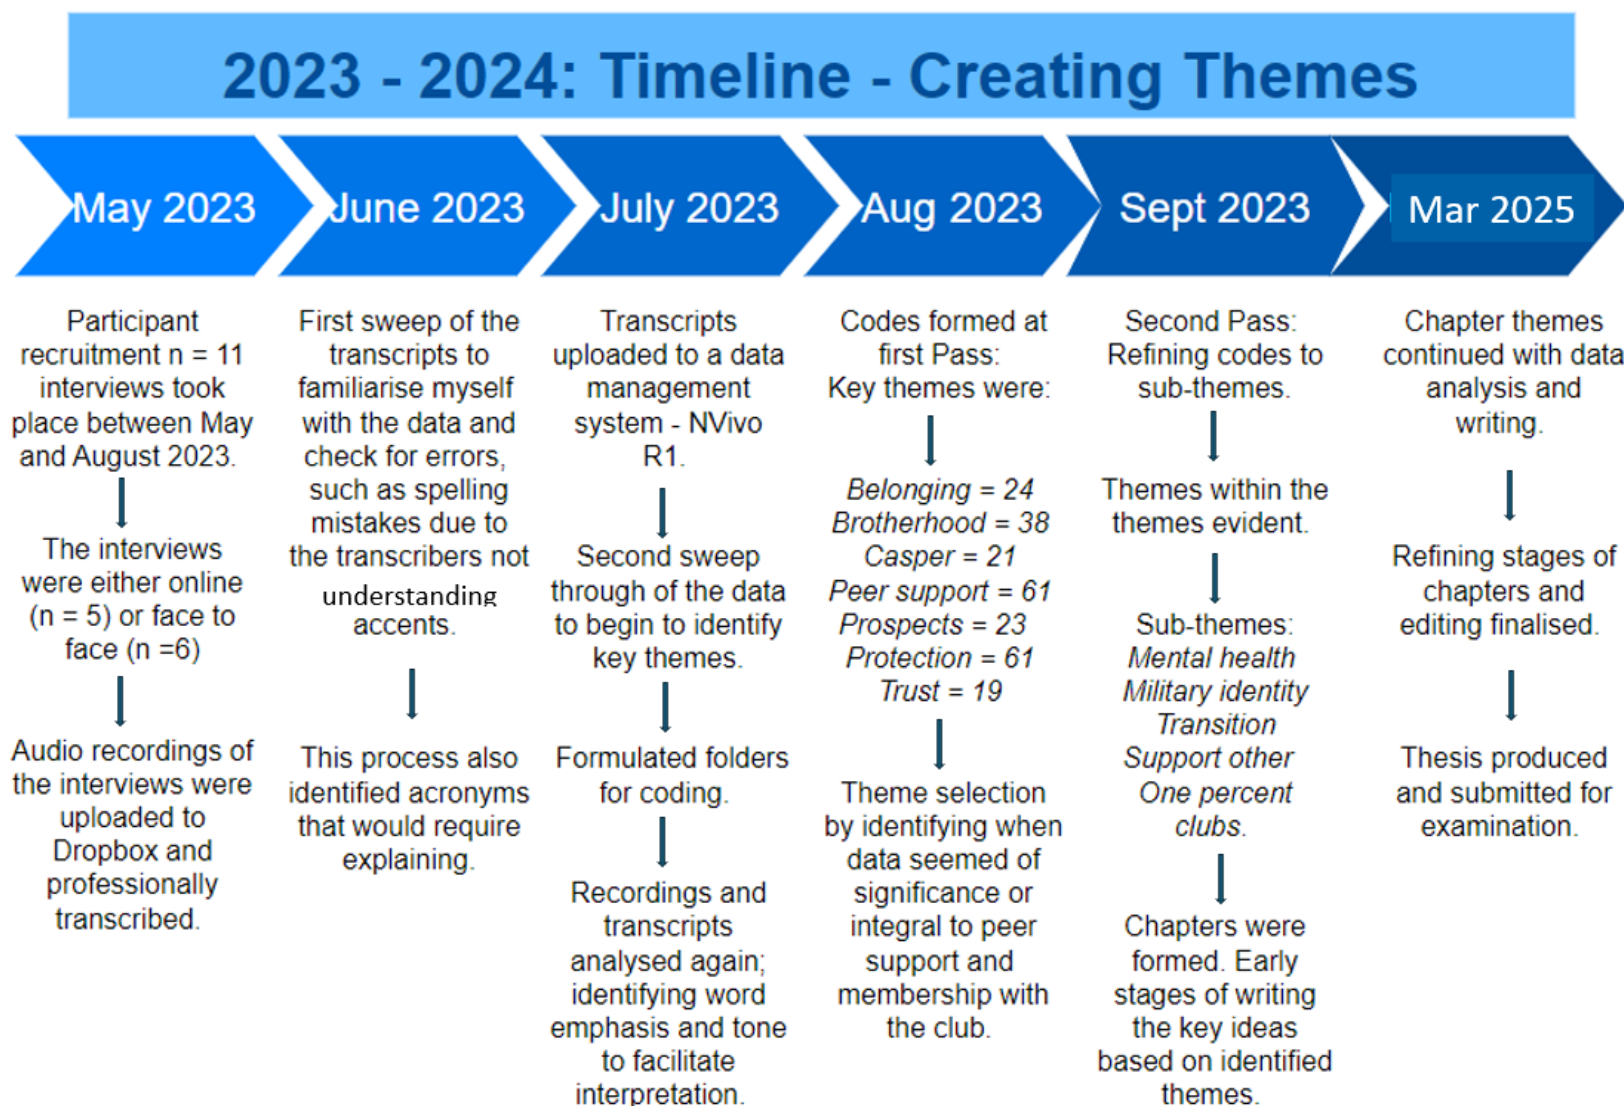 2023 - 2024: Timeline - Creating Themes
May 2023
Participant
recruitment n = 11
interviews took
place between May
and August 2023.
The interviews
were either online
(n = 5) or face to
face (n =6)
Audio recordings of
the interviews were
uploaded to
Dropbox and
professionally
transcribed.
June 2023
First sweep of the
transcripts to
familiarise myself
with the data and
check for errors,
such as spelling
mistakes due to
the transcribers not
understanding
accents.
This process also
identified acronyms
that would require
explaining.
July 2023
Transcripts
uploaded to a data
management
system - NVivo
R1.
Second sweep
through of the data
to begin to identify
key themes.
Formulated folders
for coding.
Recordings and
transcripts
analysed again;
identifying word
emphasis and tone
to facilitate
interpretation.
Aug 2023
Codes formed at
first Pass:
Key themes were:
Belonging = 24
Brotherhood = 38
Casper = 21
Peer support = 61
Prospects = 23
Protection = 61
Trust = 19
Theme selection
by identifying when
data seemed of
significance or
integral to peer
support and
membership with
the club.
Sept 2023
Second Pass:
Refining codes to
sub-themes.
Themes within the
themes evident.
Sub-themes:
Mental health
Military identity
Transition
Support other
One percent
clubs.
Chapters were
formed. Early
stages of writing
the key ideas
based on identified
themes.
Mar 2025
Chapter themes
continued with data
analysis and
writing.
Refining stages of
chapters and
editing finalised.
Thesis produced
and submitted for
examination.